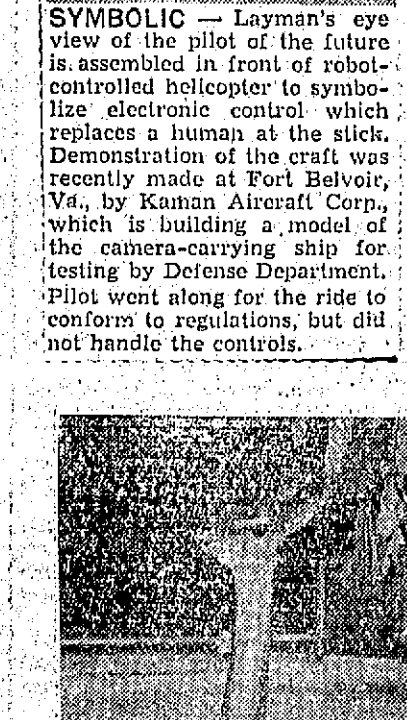 SYMBOLIC — Layman's eye
view of the pilot of the future
is assembled in front of robot-
controlled helicopter to symbo-
lize electronic control which
replaces a human at the stick.
Demonstration of the craft was
recently made at Fort Belvoir,
Va., by Kaman Aircraft Corp.,
which is building a model of
the camera-carrying ship for
testing by Defense Department.
Pilot went along for the ride to
conform to regulations, but did
not handle the controls.